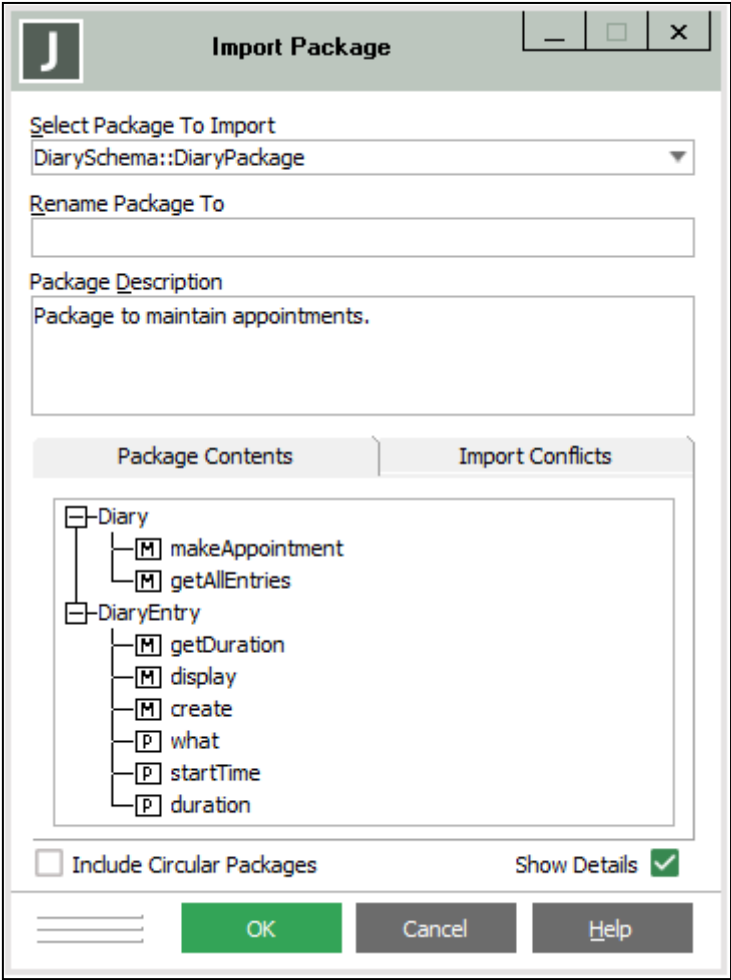 J
Import Package
Select Package To Import
DiarySchema::DiaryPackage
Rename Package To
Package Description
Package to maintain appointments.
Package Contents Import Conflicts
Diary
M makeAppointment
M getAllEntries
DiaryEntry
M getDuration
M display
M create
P what
P startTime
P duration
Include Circular Packages Show Details
OK Cancel Help